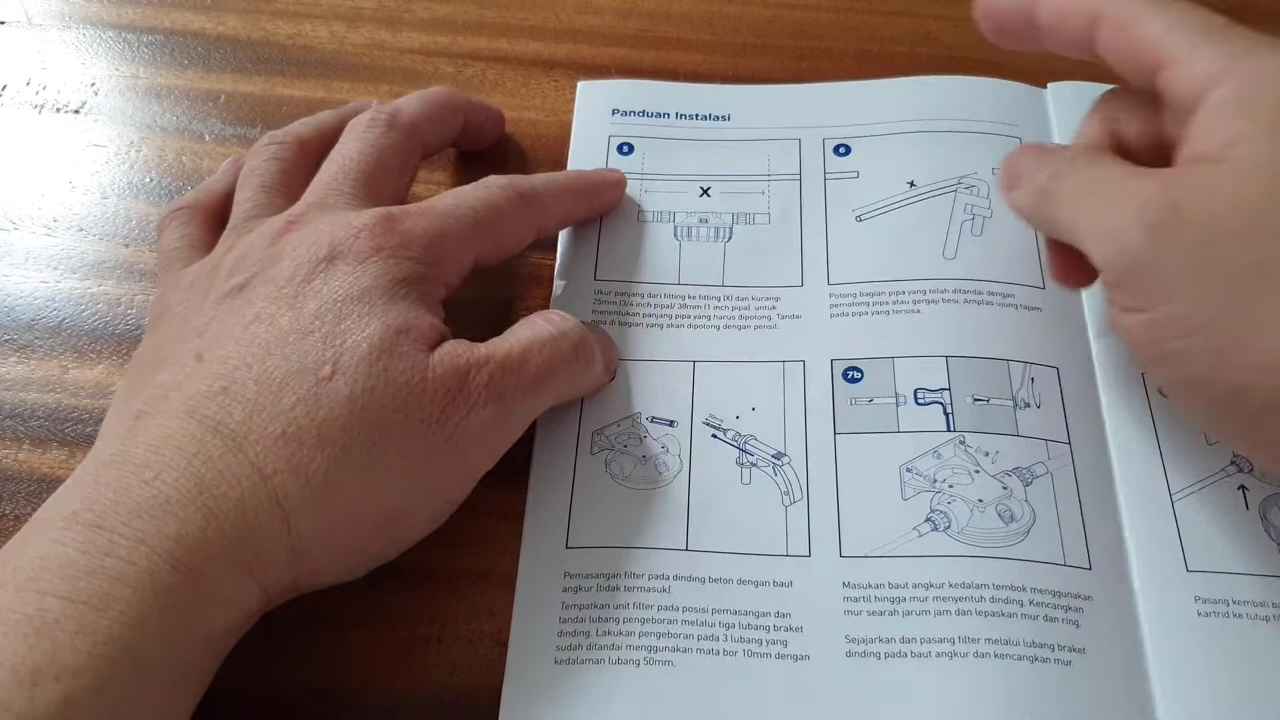 Panduan Instalasi
5
X
Ukur panjang dari fitting ke fitting (X) dan kurangi
25mm (3/4 inch pipa)/ 38mm (1 inch pipa) untuk
menentukan panjang pipa yang harus dipotong. Tandai
pipa di bagian yang akan dipotong dengan pensil.
6
X
Potong bagian pipa yang telah ditandai dengan
pemotong pipa atau gergaji besi. Amplas ujung tajam
pada pipa yang tersisa.
50mm
Pemasangan filter pada dinding beton dengan baut
angkur (tidak termasuk).
Tempatkan unit filter pada posisi pemasangan dan
tandai lubang pengeboran melalui tiga lubang braket
dinding. Lakukan pengeboran pada 3 lubang yang
sudah ditandai menggunakan mata bor 10mm dengan
kedalaman lubang 50mm.
7b
Masukan baut angkur kedalam tembok menggunakan
martil hingga mur menyentuh dinding. Kencangkan
mur searah jarum jam dan lepaskan mur dan ring.
Sejajarkan dan pasang filter melalui lubang braket
dinding pada baut angkur dan kencangkan mur.
Pasang kembali
kartrid ke tutup